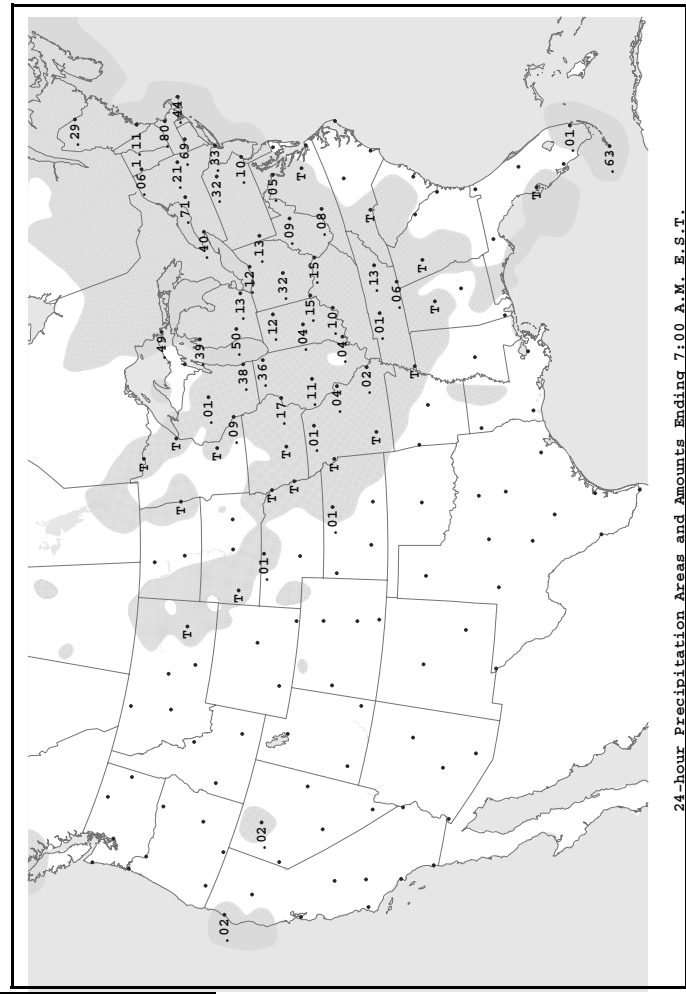 .29
.06 1.11
T
.49
.80
T
.21 .44
T
.69
.71
T
.39
.40
.01
.32 .33
T
.02
.09
.50
T
.13
.10
.38
.12
.13
.02
.36
.01
T
.05
.12
.17
.32
T
.09
T
T
.04
.15
.11
.15
.01
.08
.10
.01
T
.04
.04
.02
T
.13
T
.01
.06
T
T
T
T
.01
.63
24-hour Precipitation Areas and Amounts Ending 7:00 A.M. E.S.T.